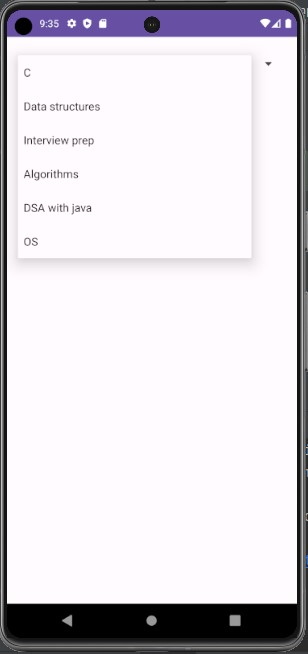 9:35
C
Data structures
Interview prep
Algorithms
DSA with java
OS